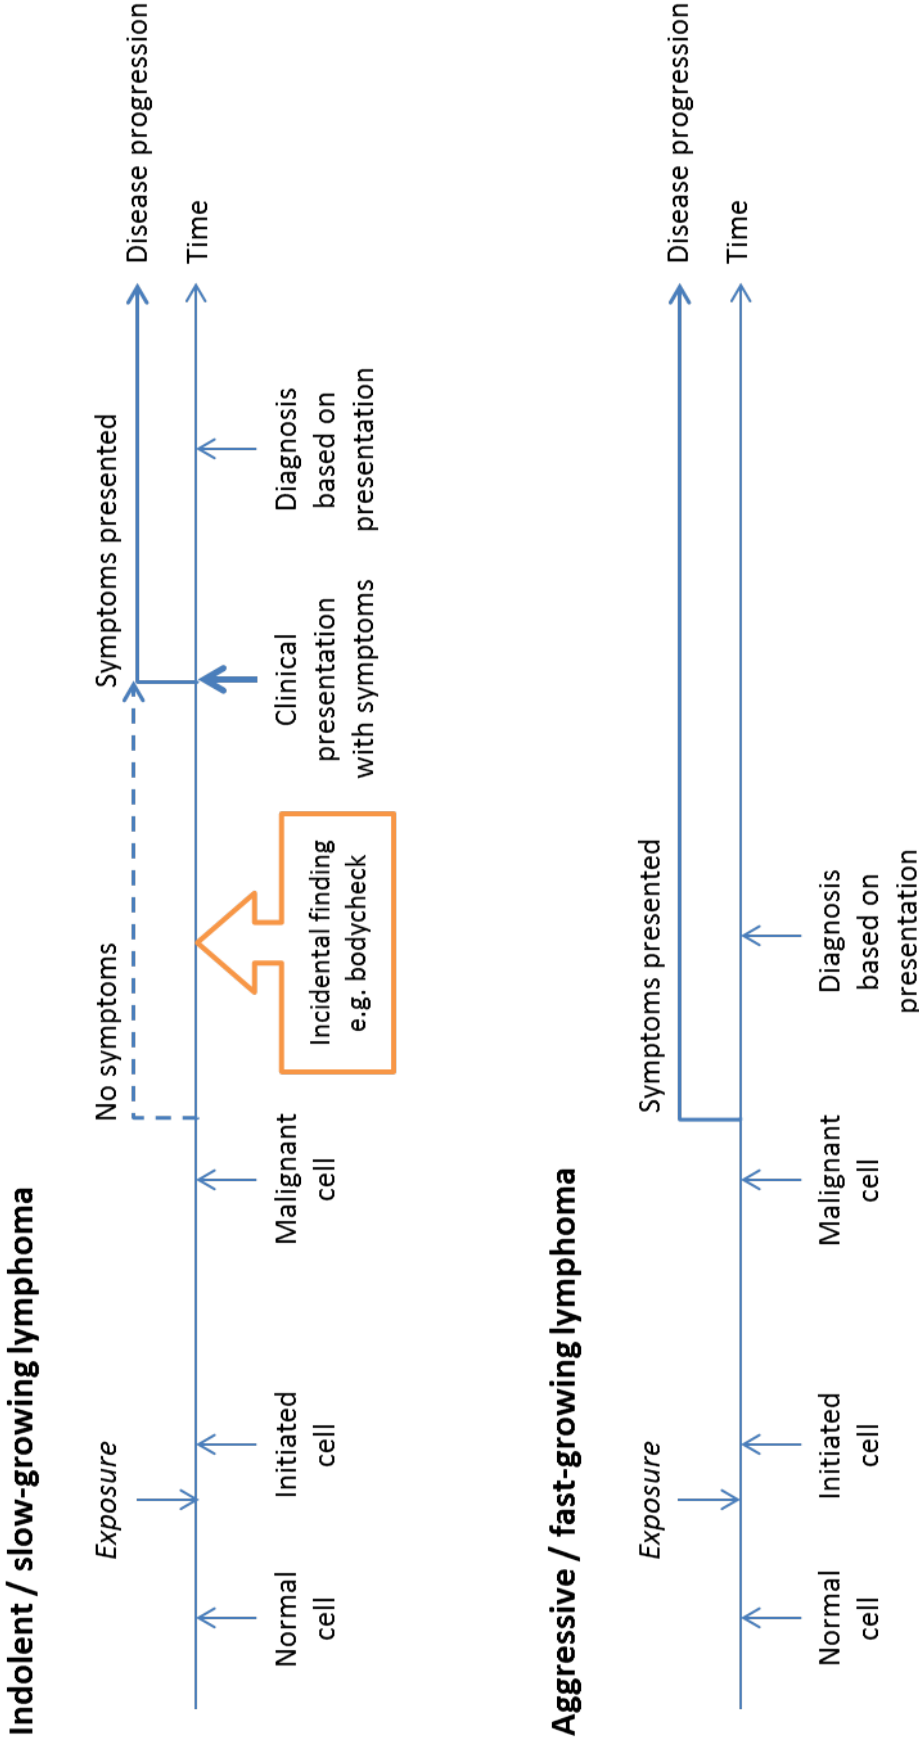 Indolent / slow-growing lymphoma
Exposure
No symptoms
Symptoms presented
Disease progression
Time
Normal
cell
Initiated
cell
Malignant
cell
Incidental finding
e.g. bodycheck
Clinical
presentation
with symptoms
Diagnosis
based on
presentation
Aggressive / fast-growing lymphoma
Exposure
Symptoms presented
Disease progression
Time
Normal
cell
Initiated
cell
Malignant
cell
Diagnosis
based on
presentation